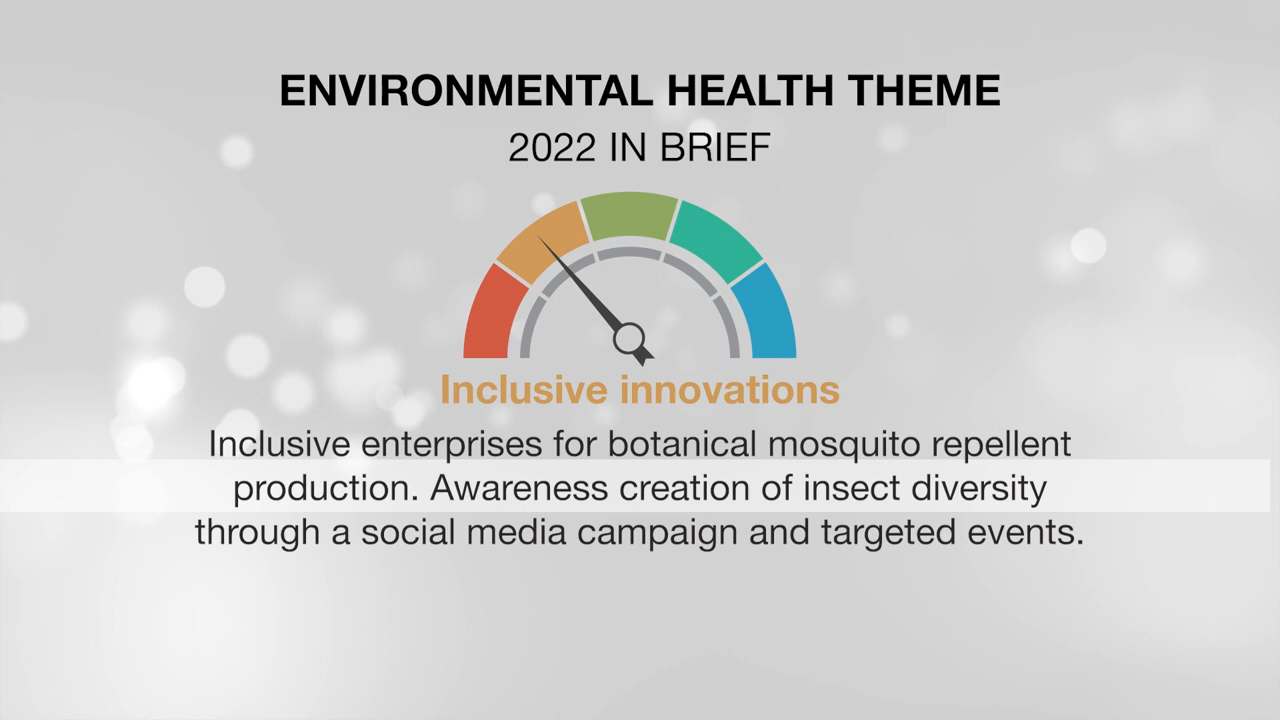 ENVIRONMENTAL HEALTH THEME
2022 IN BRIEF
Inclusive innovations
Inclusive enterprises for botanical mosquito repellent
production. Awareness creation of insect diversity
through a social media campaign and targeted events.